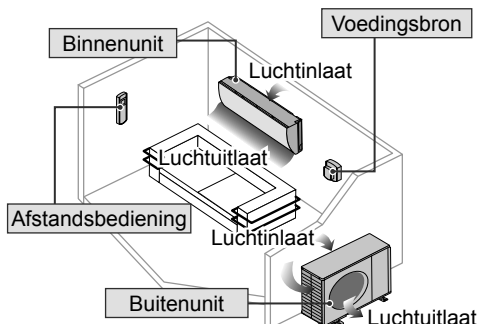 Voedingsbron
Binnenunit
Luchtinlaat
Luchtuitlaat
Afstandsbediening
Luchtinlaat
Buitenunit
Luchtuitlaat